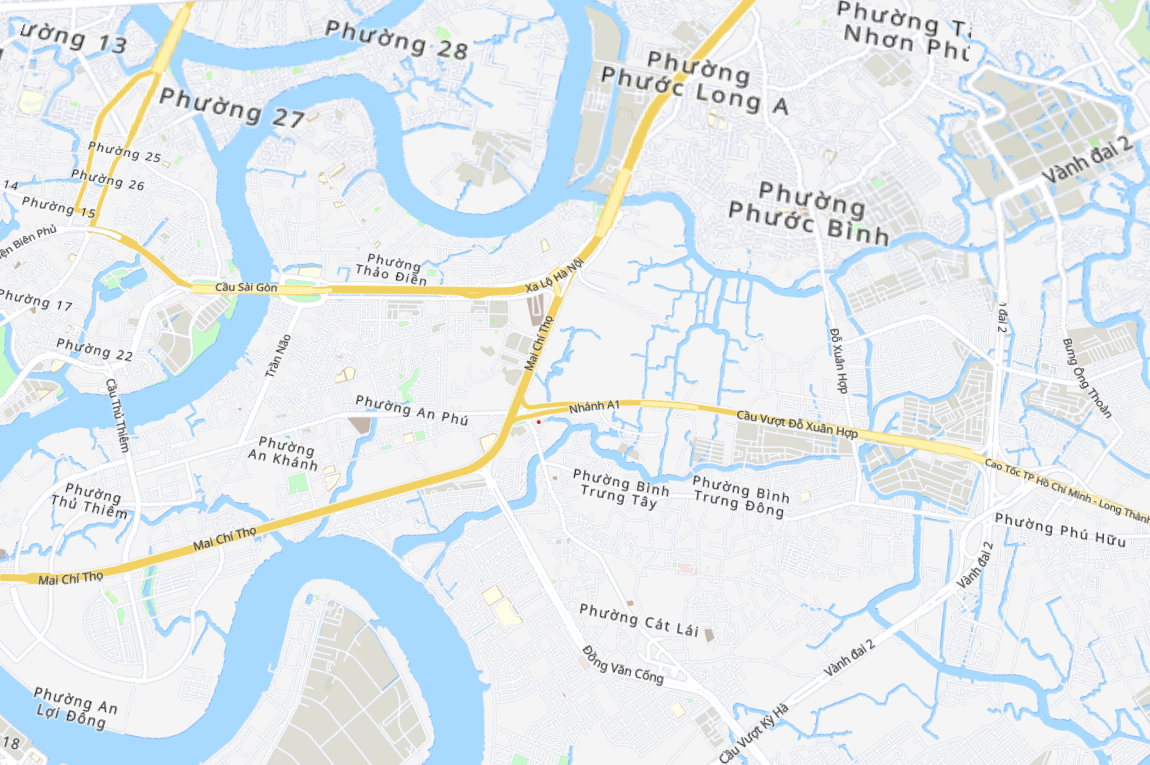 ường 13
Phường 28
Phường
Phước Long A
Phường Tă
Nhơn Phú
Phường 27
Phường 25
Phường 26
14
Phường 15
Phường
Phước Bình
Vành đai 2
iện Biên Phủ
Phường
Thảo Điền
Xa Lộ Hà Nội
Cầu Sài Gòn
Phường 17
Phường 22
Trần Não
Mai Chí Thọ
đai 2
Đỗ Xuân Hợp
Bưng Ông Thoàn
Cầu Thủ Thiêm
Phường An Phú
Nhánh A1
Cầu Vượt Đỗ Xuân Hợp
Phường
An Khánh
Cao Tốc TP Hồ Chí Minh - Long Thành
Phường
Thủ Thiêm
Phường Bình
Trưng Tây
Phường Bình
Trưng Đông
Phường Phú Hữu
Mai Chí Thọ
Mai Chí Thọ
Vành đai 2
Phường Cát Lái
Đồng Văn Cống
Vành đai 2
Phường An
Lợi Đông
Cầu Vượt Kỳ Hà
18